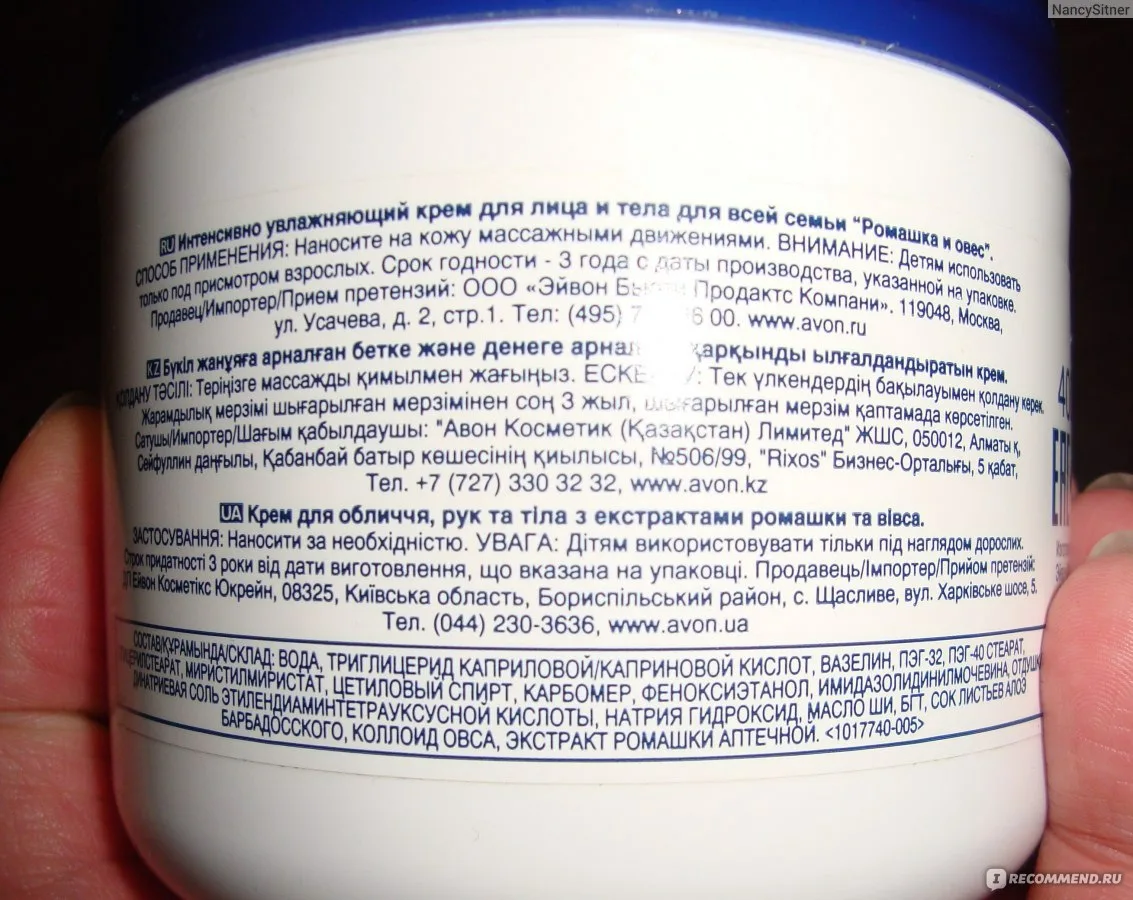 NancySitner
RU Интенсивно увлажняющий крем для лица и тела для всей семьи "Ромашка и овес".
СПОСОБ ПРИМЕНЕНИЯ: Наносите на кожу массажными движениями. ВНИМАНИЕ: Детям использовать
только под присмотром взрослых. Срок годности - 3 года с даты производства, указанной на упаковке.
Продавец/Импортер/Прием претензий: ООО «Эйвон Бьюти Продактс Компани». 119048, Москва,
ул. Усачева, д. 2, стр.1. Тел: (495) 00. www.avon.ru
KZ Бүкіл жанұяға арналған бетке және денеге қарқынды ылғалдандыратын крем.
ҚОЛДАНУ ТӘСІЛІ: Теріңізге массажды қимылмен жағыңыз. Тек үлкендердің бақылауымен қолдану керек.
Жарамдылық мерзімі шығарылған мерзімінен соң 3 жыл, шығарылған мерзім қаптамада көрсетілген.
Сатушы/Импортер/Шағым қабылдаушы: "Авон Косметик (Қазақстан) Лимитед" ЖШС, 050012, Алматы қ,
Сейфуллин даңғылы, Қабанбай батыр көшесінің қиылысы, №506/99, "Rixos" Бизнес-Орталығы, 5 қабат,
Тел. +7 (727) 330 32 32, www.avon.kz
UA Крем для обличчя, рук та тіла з екстрактами ромашки та вівса.
ЗАСТОСУВАННЯ: Наносити за необхідністю. УВАГА: Дітям використовувати тільки під наглядом дорослих.
Строк придатності 3 роки від дати виготовлення, що вказана на упаковці. Продавець/Імпортер/Прийом претензій:
ДП Ейвон Косметікс Юкрейн, 08325, Київська область, Бориспільський район, с. Щасливе, вул. Харківське шосе, 5.
Тел. (044) 230-3636, www.avon.ua
СОСТАВ/ҚҰРАМЫНДА/СКЛАД: ВОДА, ТРИГЛИЦЕРИД КАПРИЛОВОЙ/КАПРИНОВОЙ КИСЛОТ, ВАЗЕЛИН, ПЭГ-32, ПЭГ-40 СТЕАРАТ,
ГЛИЦЕРИЛСТЕАРАТ, МИРИСТИЛМИРИСТАТ, ЦЕТИЛОВЫЙ СПИРТ, КАРБОМЕР, ФЕНОКСИЭТАНОЛ, ИМИДАЗОЛИДИНИЛМОЧЕВИНА, ОТДУШКА,
ДИНАТРИЕВАЯ СОЛЬ ЭТИЛЕНДИАМИНТЕТРАУКСУСНОЙ КИСЛОТЫ, НАТРИЯ ГИДРОКСИД, МАСЛО ШИ, БГТ, СОК ЛИСТЬЕВ АЛОЭ
БАРБАДОССКОГО, КОЛЛОИД ОВСА, ЭКСТРАКТ РОМАШКИ АПТЕЧНОЙ. <1017740-005>
IRECOMMEND.RU